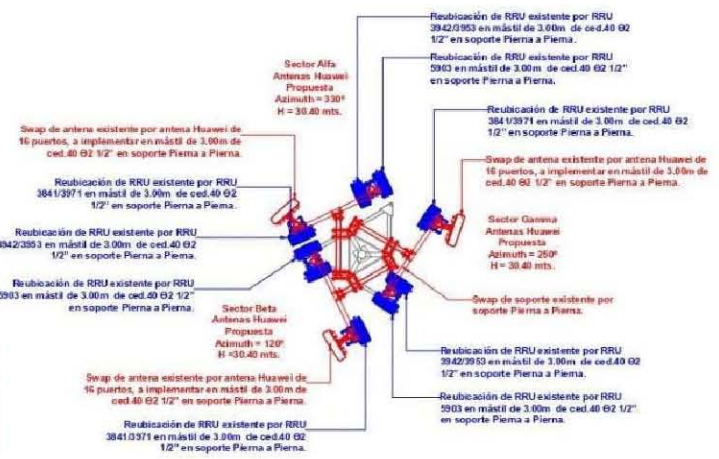 Reubicación de RRU existente por RRU
3942/3953 en mástil de 3.00m de ced.40 Θ2
1/2" en soporte Pierna a Pierna.
Reubicación de RRU existente por RRU
5903 en mástil de 3.00m de ced.40 Θ2 1/2"
en soporte Pierna a Pierna.
Sector Alfa
Antenas Huawei
Propuesta
Azimuth = 330º
H = 30.40 mts.
Reubicación de RRU existente por RRU
3841/3971 en mástil de 3.00m de ced.40 Θ2
1/2" en soporte Pierna a Pierna.
Swap de antena existente por antena Huawei de
16 puertos, a implementar en mástil de 3.00m de
ced.40 Θ2 1/2" en soporte Pierna a Pierna.
Swap de antena existente por antena Huawei de
16 puertos, a implementar en mástil de 3.00m de
ced.40 Θ2 1/2" en soporte Pierna a Pierna.
Reubicación de RRU existente por RRU
3841/3971 en mástil de 3.00m de ced.40 Θ2
1/2" en soporte Pierna a Pierna.
Sector Gamma
Antenas Huawei
Propuesta
Azimuth = 250º
H = 30.40 mts.
Reubicación de RRU existente por RRU
3942/3953 en mástil de 3.00m de ced.40 Θ2
1/2" en soporte Pierna a Pierna.
Reubicación de RRU existente por RRU
5903 en mástil de 3.00m de ced.40 Θ2 1/2"
en soporte Pierna a Pierna.
Swap de soporte existente por
soporte Pierna a Pierna.
Sector Beta
Antenas Huawei
Propuesta
Azimuth = 120º
H =30.40 mts.
Reubicación de RRU existente por RRU
3942/3953 en mástil de 3.00m de ced.40 Θ2
1/2" en soporte Pierna a Pierna.
Swap de antena existente por antena Huawei de
16 puertos, a implementar en mástil de 3.00m de
ced.40 Θ2 1/2" en soporte Pierna a Pierna.
Reubicación de RRU existente por RRU
5903 en mástil de 3.00m de ced.40 Θ2 1/2"
en soporte Pierna a Pierna.
Reubicación de RRU existente por RRU
3841/3971 en mástil de 3.00m de ced.40 Θ2
1/2" en soporte Pierna a Pierna.